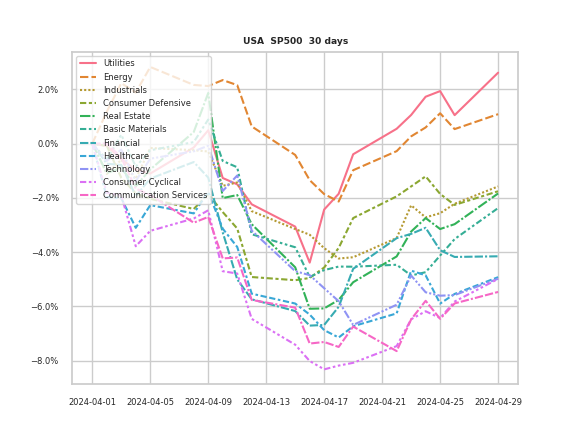 USA SP500 30 days
Utilities
Energy
Industrials
Consumer Defensive
Real Estate
Basic Materials
Financial
Healthcare
Technology
Consumer Cyclical
Communication Services
2.0%
0.0%
−2.0%
−4.0%
−6.0%
−8.0%
2024-04-01 2024-04-05 2024-04-09 2024-04-13 2024-04-17 2024-04-21 2024-04-25 2024-04-29